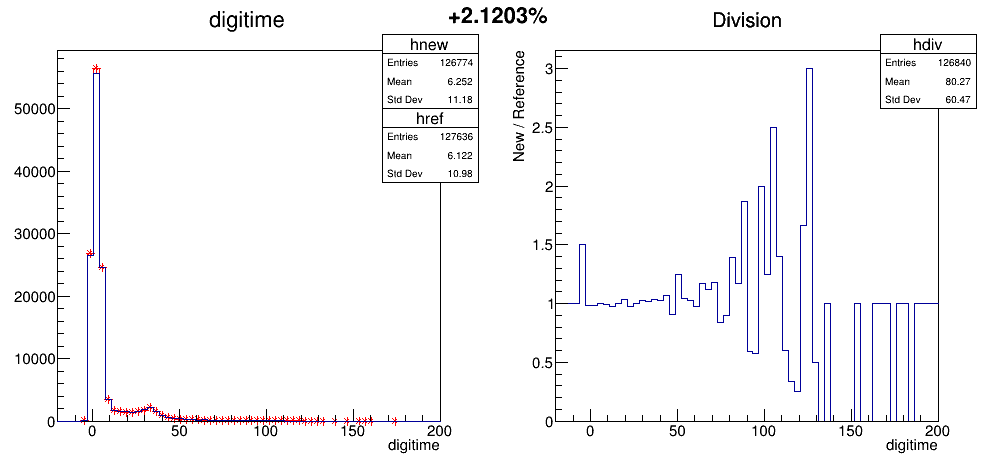 digitime
+2.1203%
Division
hnew
Entries 126774
Mean 6.252
Std Dev 11.18
href
Entries 127636
Mean 6.122
Std Dev 10.98
50000
40000
30000
20000
10000
0
0 50 100 150 200
digitime
hdiv
Entries 126840
Mean 80.27
Std Dev 60.47
New / Reference
3
2.5
2
1.5
1
0.5
0
0 50 100 150 200
digitime